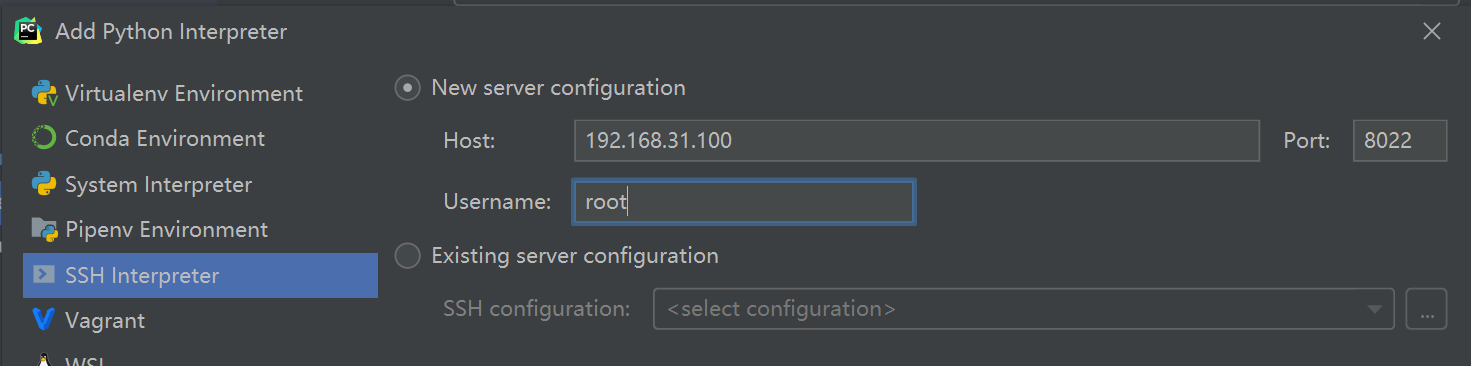 Add Python Interpreter
Virtualenv Environment
Conda Environment
System Interpreter
Pipenv Environment
SSH Interpreter
Vagrant
WSL
New server configuration
Host: 192.168.31.100 Port: 8022
Username: root
Existing server configuration
SSH configuration: <select configuration> ...